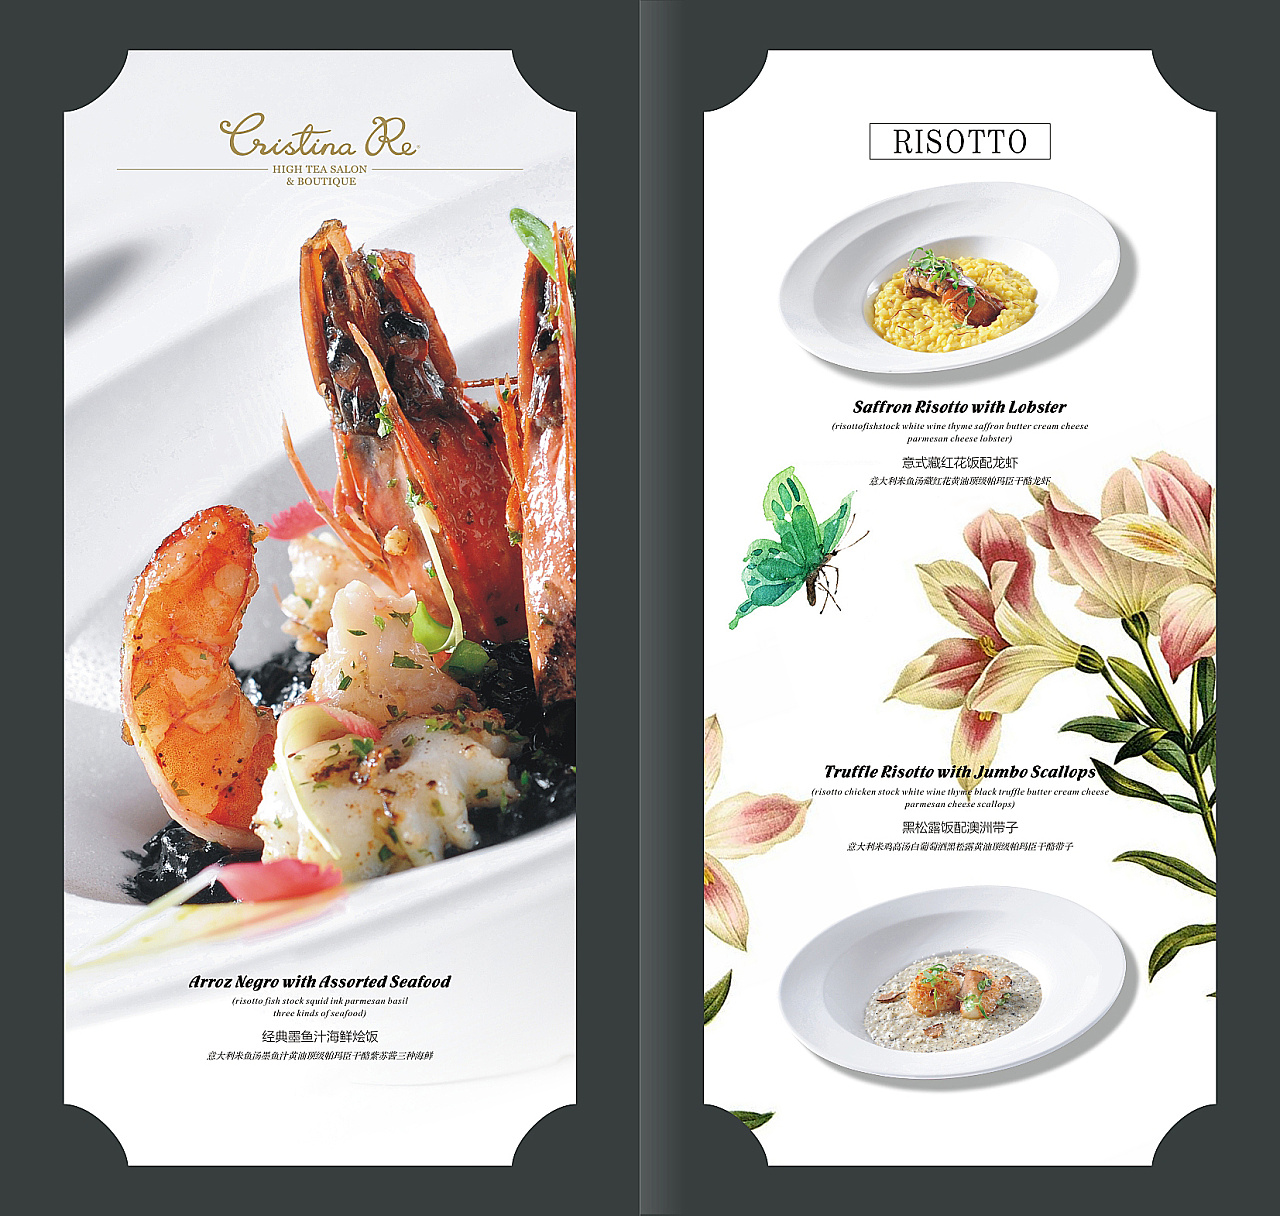 Cristina Re
HIGH TEA SALON
& BOUTIQUE
Arroz Negro with Assorted Seafood
(risotto fish stock squid ink parmesan basil
three kinds of seafood)
经典墨鱼汁海鲜烩饭
意大利米鱼汤墨鱼汁黄油顶级帕玛臣干酪紫苏酱三种海鲜
RISOTTO
Saffron Risotto with Lobster
(risottofishstock white wine thyme saffron butter cream cheese
parmesan cheese lobster)
意式藏红花饭配龙虾
意大利米鱼汤藏红花黄油顶级帕玛臣干酪龙虾
Truffle Risotto with Jumbo Scallops
(risotto chicken stock white wine thyme black truffle butter cream cheese
parmesan cheese scallops)
黑松露饭配澳洲带子
意大利米鸡高汤白葡萄酒黑松露黄油顶级帕玛臣干酪带子